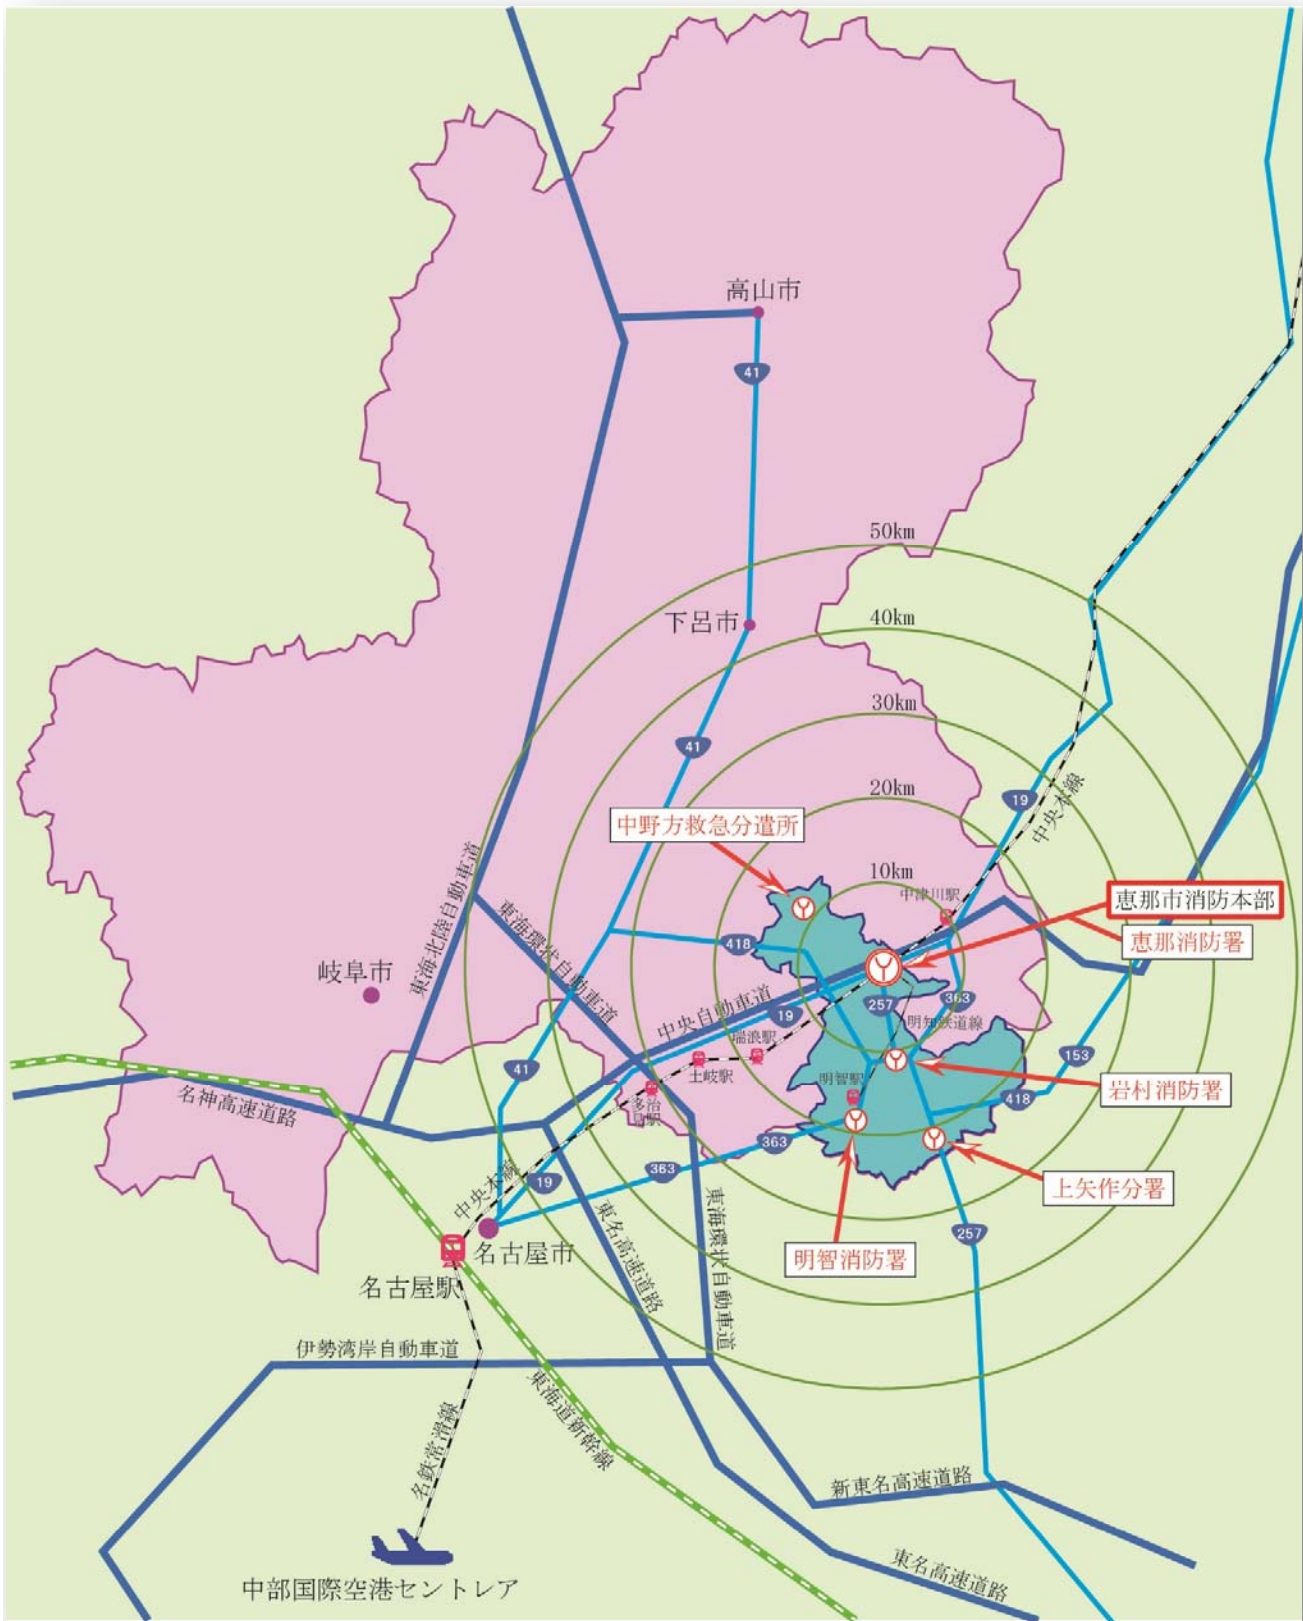 高山市
41
50km
40km
下呂市
30km
41
19
中央本線
20km
中野方救急分遣所
10km
中津川駅
恵那市消防本部
恵那消防署
東海北陸自動車道
東海環状自動車道
418
岐阜市
中央自動車道
19
257
363
明知鉄道線
瑞浪駅
土岐駅
41
153
明智駅
岩村消防署
418
多治
見駅
名神高速道路
363
363
中央本線
19
上矢作分署
257
東名高速道路
東海環状自動車道
名古屋市
明智消防署
名古屋駅
伊勢湾岸自動車道
東海道新幹線
名鉄常滑線
新東名高速道路
東名高速道路
中部国際空港セントレア